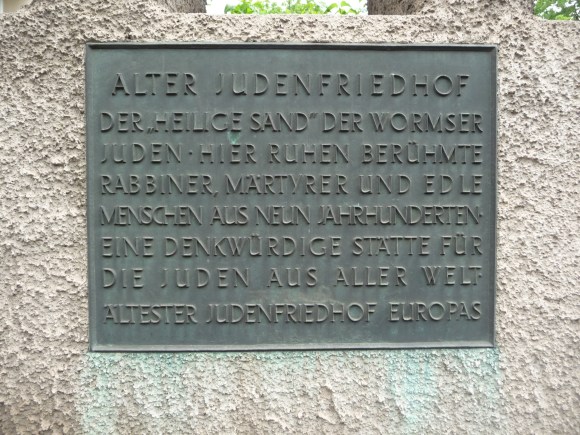 ALTER JUDENFRIEDHOF
DER „HEILIGE SAND" DER WORMSER
JUDEN · HIER RUHEN BERÜHMTE
RABBINER, MÄRTYRER UND EDLE
MENSCHEN AUS NEUN JAHRHUNDERTEN·
EINE DENKWÜRDIGE STÄTTE FÜR
DIE JUDEN AUS ALLER WELT·
ÄLTESTER JUDENFRIEDHOF EUROPAS